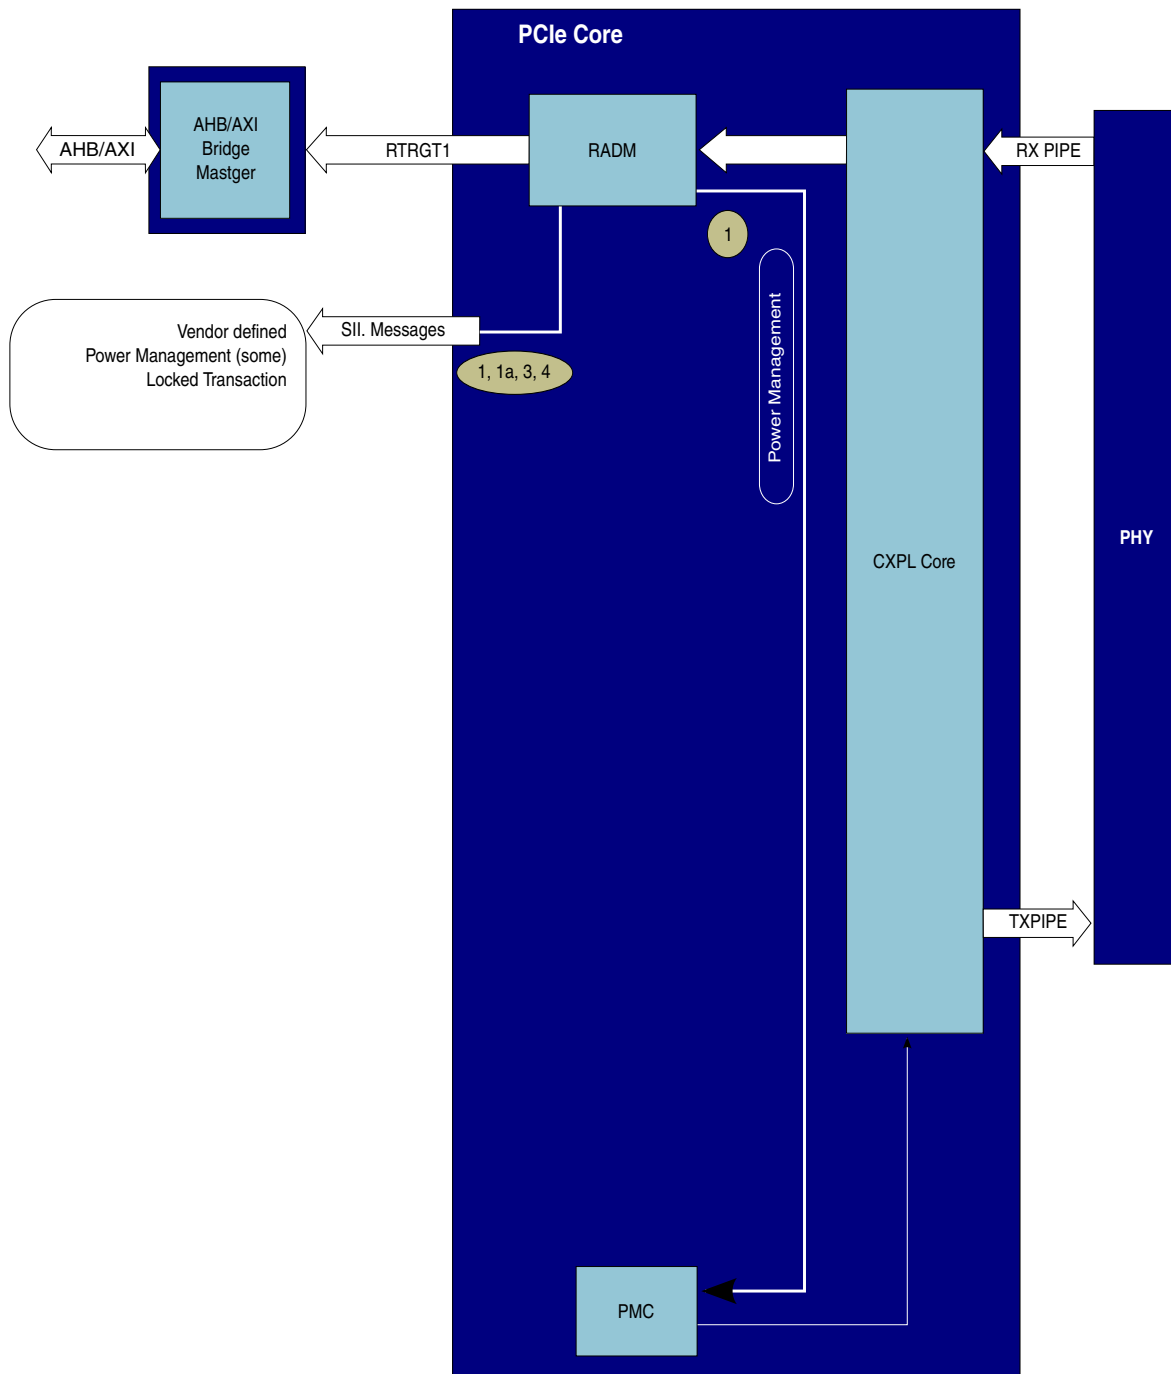 PCIe Core
AHB/AXI
AHB/AXI
Bridge
Mastger
RTRGT1
RADM
RX PIPE
1
Vendor defined
Power Management (some)
Locked Transaction
SII. Messages
1, 1a, 3, 4
Power Management
CXPL Core
PHY
TXPIPE
PMC